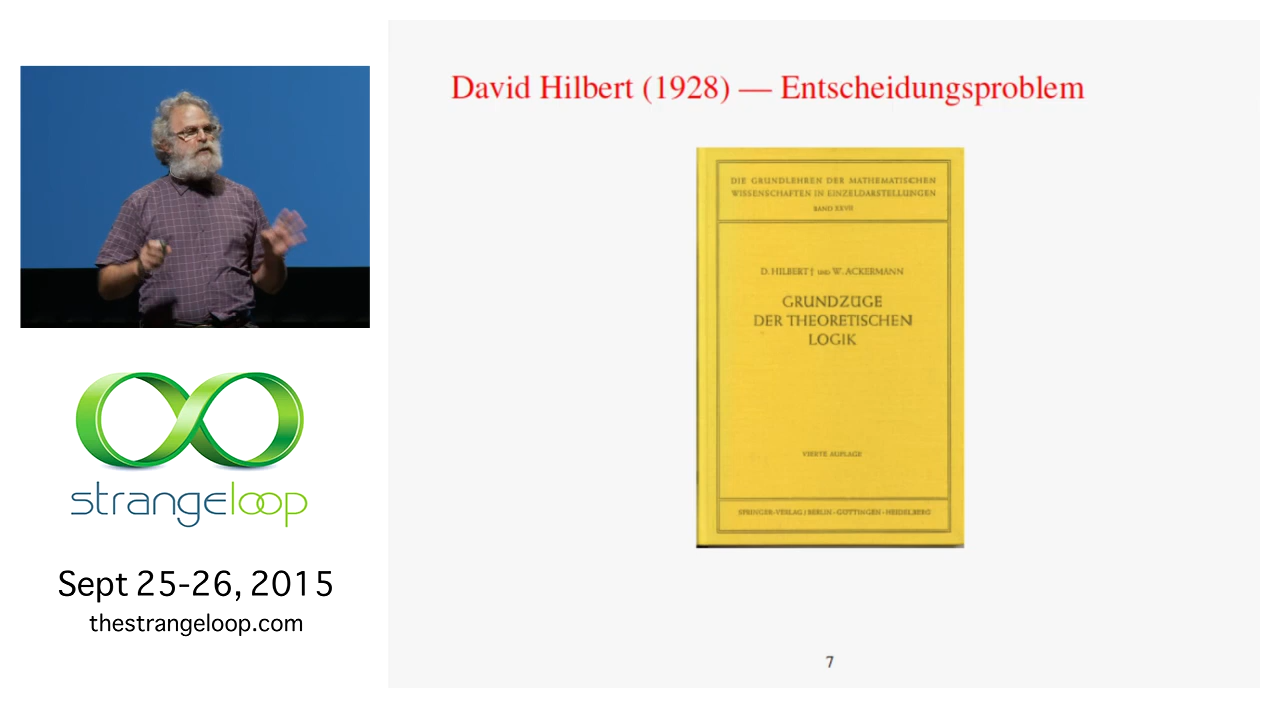 David Hilbert (1928) — Entscheidungsproblem
DIE GRUNDLEHREN DER MATHEMATISCHEN
WISSENSCHAFTEN IN EINZELDARSTELLUNGEN
BAND XXVII
D. HILBERT † UND W. ACKERMANN
GRUNDZÜGE
DER THEORETISCHEN
LOGIK
VIERTE AUFLAGE
SPRINGER-VERLAG / BERLIN · GÖTTINGEN · HEIDELBERG
7
strangeloop
Sept 25-26, 2015
thestrangeloop.com